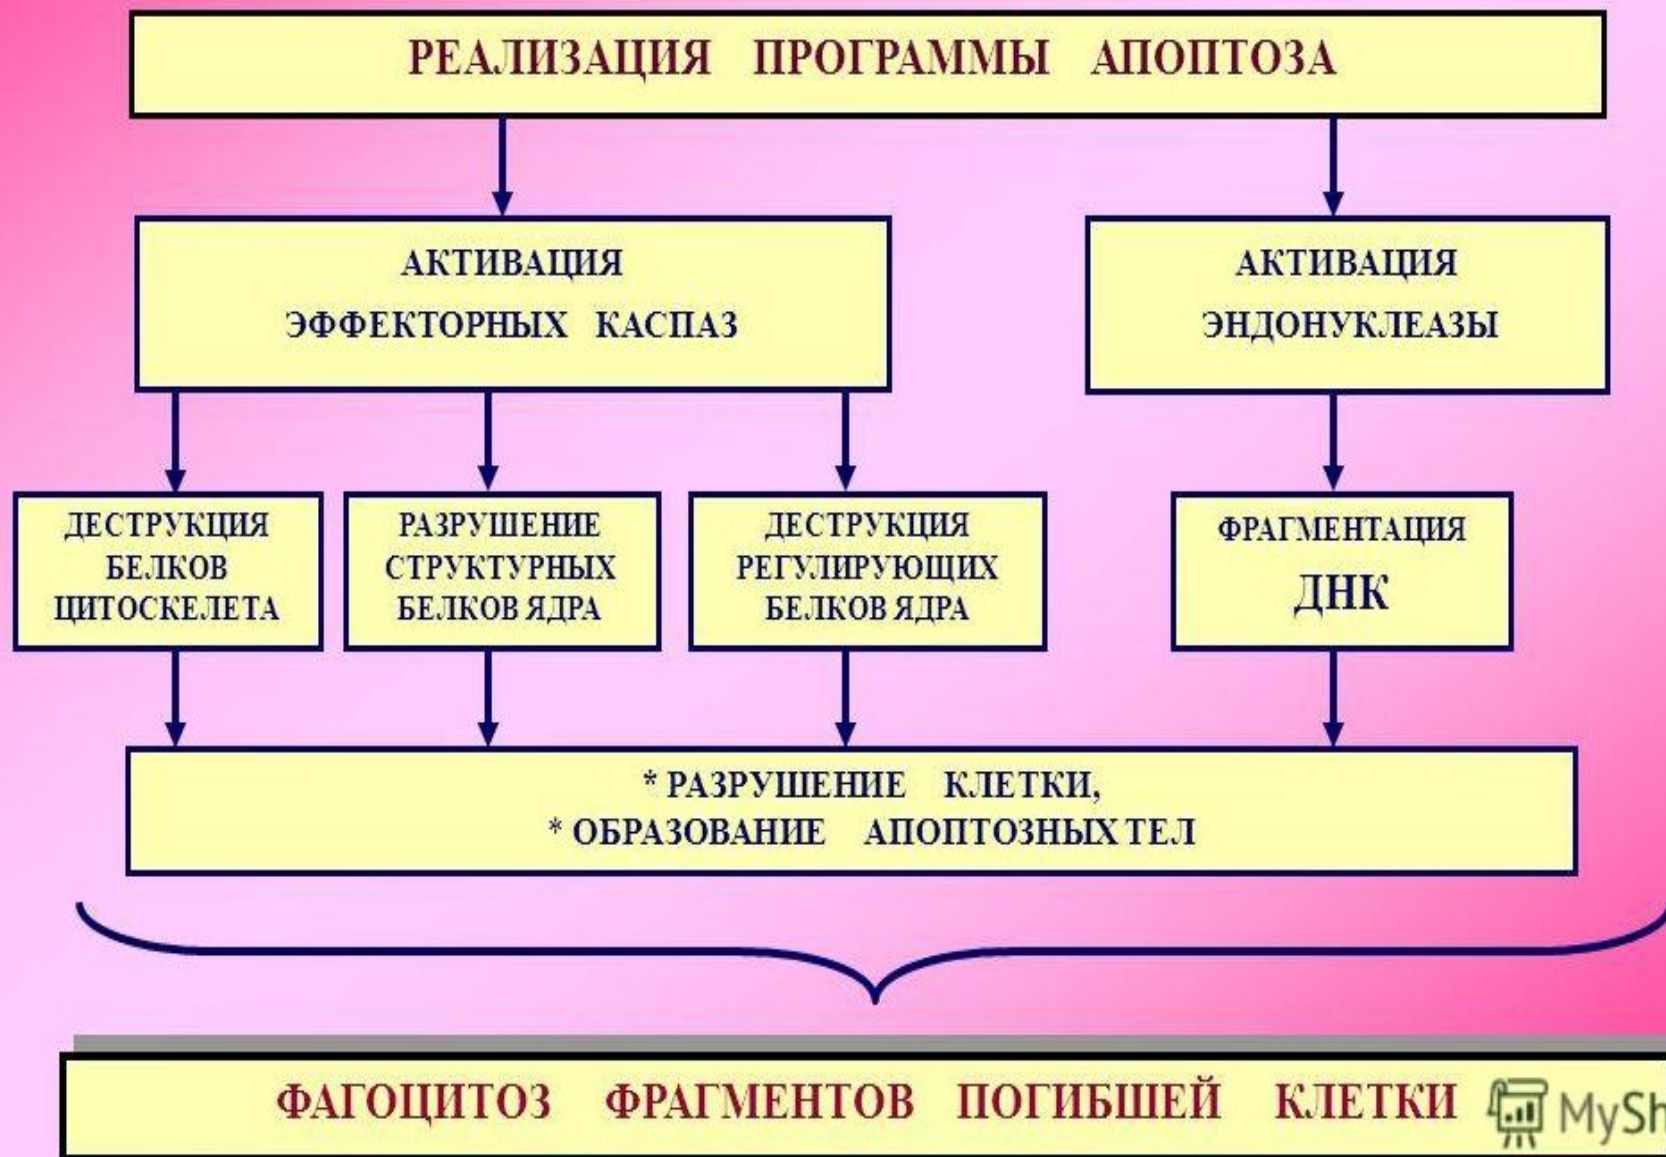 РЕАЛИЗАЦИЯ ПРОГРАММЫ АПОПТОЗА
АКТИВАЦИЯ
ЭФФЕКТОРНЫХ КАСПАЗ
АКТИВАЦИЯ
ЭНДОНУКЛЕАЗЫ
ДЕСТРУКЦИЯ
БЕЛКОВ
ЦИТОСКЕЛЕТА
РАЗРУШЕНИЕ
СТРУКТУРНЫХ
БЕЛКОВ ЯДРА
ДЕСТРУКЦИЯ
РЕГУЛИРУЮЩИХ
БЕЛКОВ ЯДРА
ФРАГМЕНТАЦИЯ
ДНК
* РАЗРУШЕНИЕ КЛЕТКИ,
* ОБРАЗОВАНИЕ АПОПТОЗНЫХ ТЕЛ
ФАГОЦИТОЗ ФРАГМЕНТОВ ПОГИБШЕЙ КЛЕТКИ
MySh